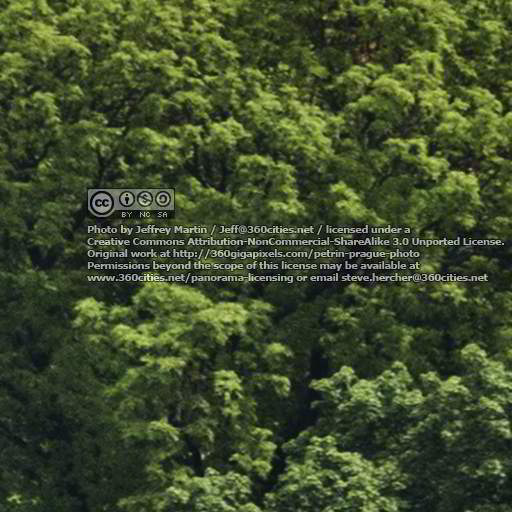 cc
BY NC SA
Photo by Jeffrey Martin / Jeff@360cities.net / licensed under a
Creative Commons Attribution-NonCommercial-ShareAlike 3.0 Unported License.
Original work at http://360gigapixels.com/petrin-prague-photo
Permissions beyond the scope of this license may be available at
www.360cities.net/panorama-licensing or email steve.hercher@360cities.net